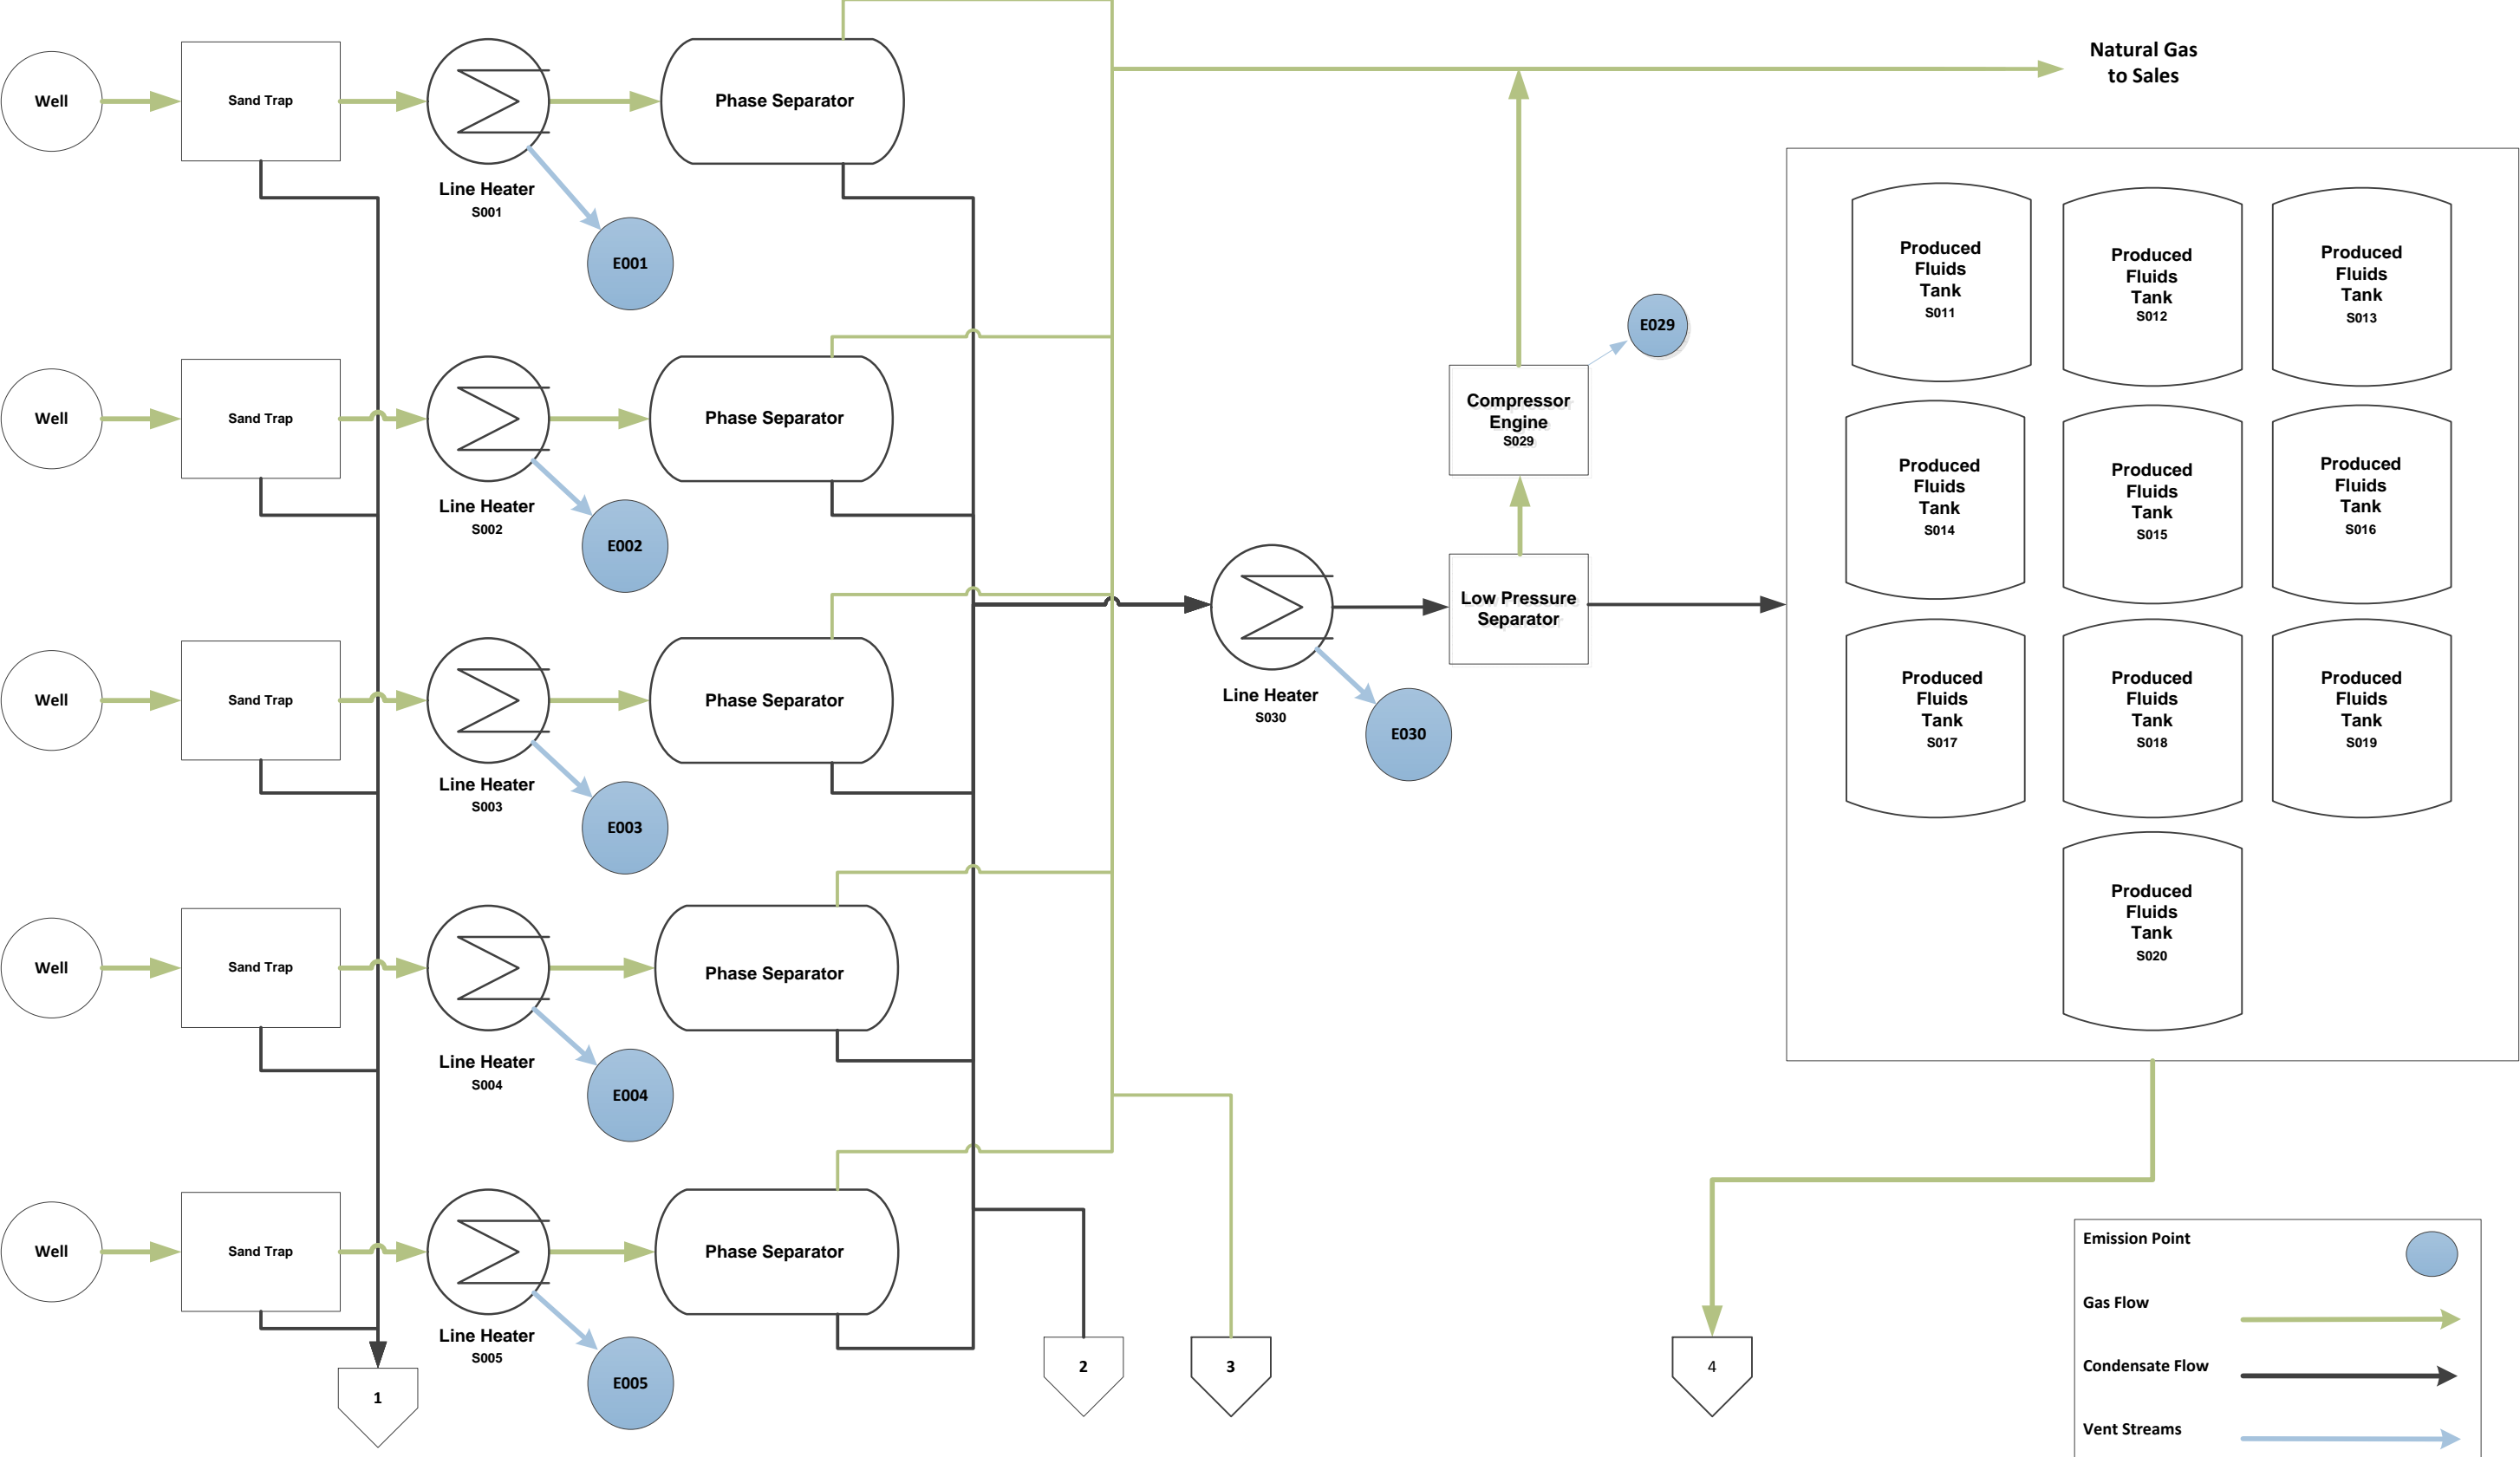 Natural Gas
to Sales
Well
Sand Trap
Line Heater
S001
Phase Separator
E001
Well
Sand Trap
Line Heater
S002
Phase Separator
E002
Well
Sand Trap
Line Heater
S003
Phase Separator
E003
Well
Sand Trap
Line Heater
S004
Phase Separator
E004
Well
Sand Trap
Line Heater
S005
Phase Separator
E005
1
2
3
4
Line Heater
S030
E030
Low Pressure
Separator
Compressor
Engine
S029
E029
Produced
Fluids
Tank
S011
Produced
Fluids
Tank
S012
Produced
Fluids
Tank
S013
Produced
Fluids
Tank
S014
Produced
Fluids
Tank
S015
Produced
Fluids
Tank
S016
Produced
Fluids
Tank
S017
Produced
Fluids
Tank
S018
Produced
Fluids
Tank
S019
Produced
Fluids
Tank
S020
Emission Point
Gas Flow
Condensate Flow
Vent Streams